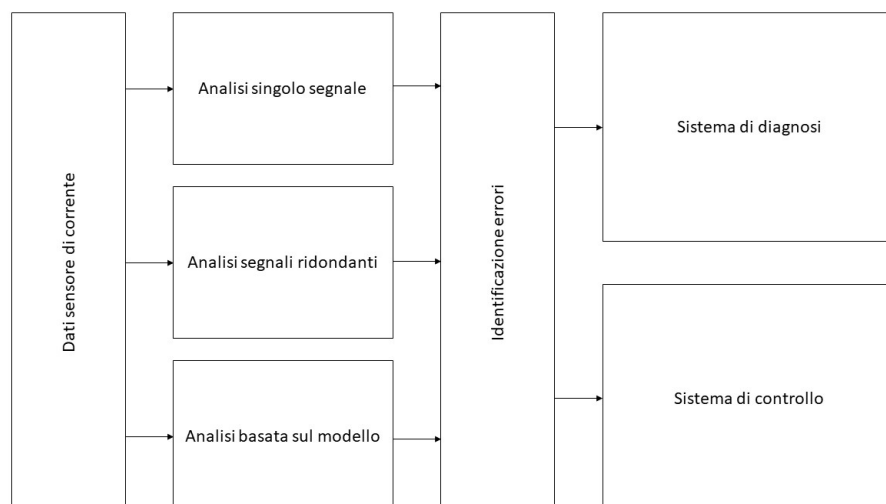 Dati sensore di corrente
Analisi singolo segnale
Analisi segnali ridondanti
Analisi basata sul modello
Identificazione errori
Sistema di diagnosi
Sistema di controllo